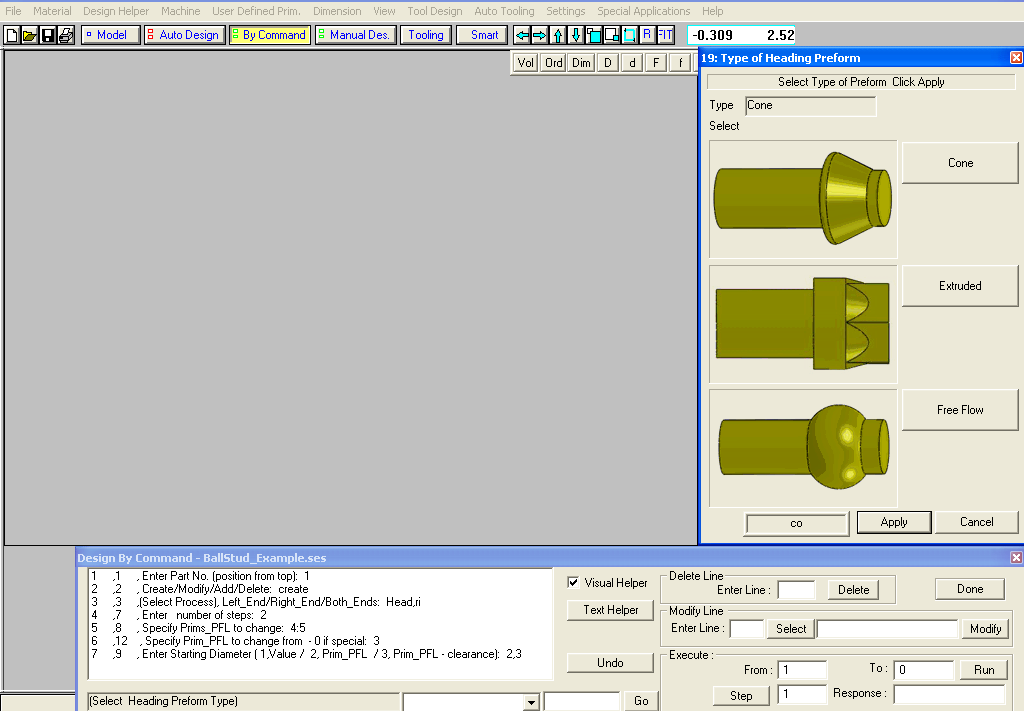 File Material Design Helper Machine User Defined Prim. Dimension View Tool Design Auto Tooling Settings Special Applications Help
Model Auto Design By Command Manual Des. Tooling Smart R FIT -0.309 2.52
Vol Ord Dim D d F f
19: Type of Heading Preform
Select Type of Preform Click Apply
Type Cone
Select
Cone
Extruded
Free Flow
co Apply Cancel
Design By Command - BallStud_Example.ses
1 ,1 , Enter Part No. (position from top): 1
2 ,2 , Create/Modify/Add/Delete: create
3 ,3 ,(Select Process), Left_End/Right_End/Both_Ends: Head,ri
4 ,7 , Enter number of steps: 2
5 ,8 , Specify Prims_PFL to change: 4:5
6 ,12 , Specify Prim_PFL to change from - 0 if special: 3
7 ,9 , Enter Starting Diameter ( 1,Value / 2, Prim_PFL / 3, Prim_PFL - clearance): 2,3
Visual Helper
Text Helper
Undo
Delete Line
Enter Line : Delete
Done
Modify Line
Enter Line : Select Modify
Execute :
From : 1 To : 0 Run
Step 1 Response :
(Select Heading Preform Type) Go